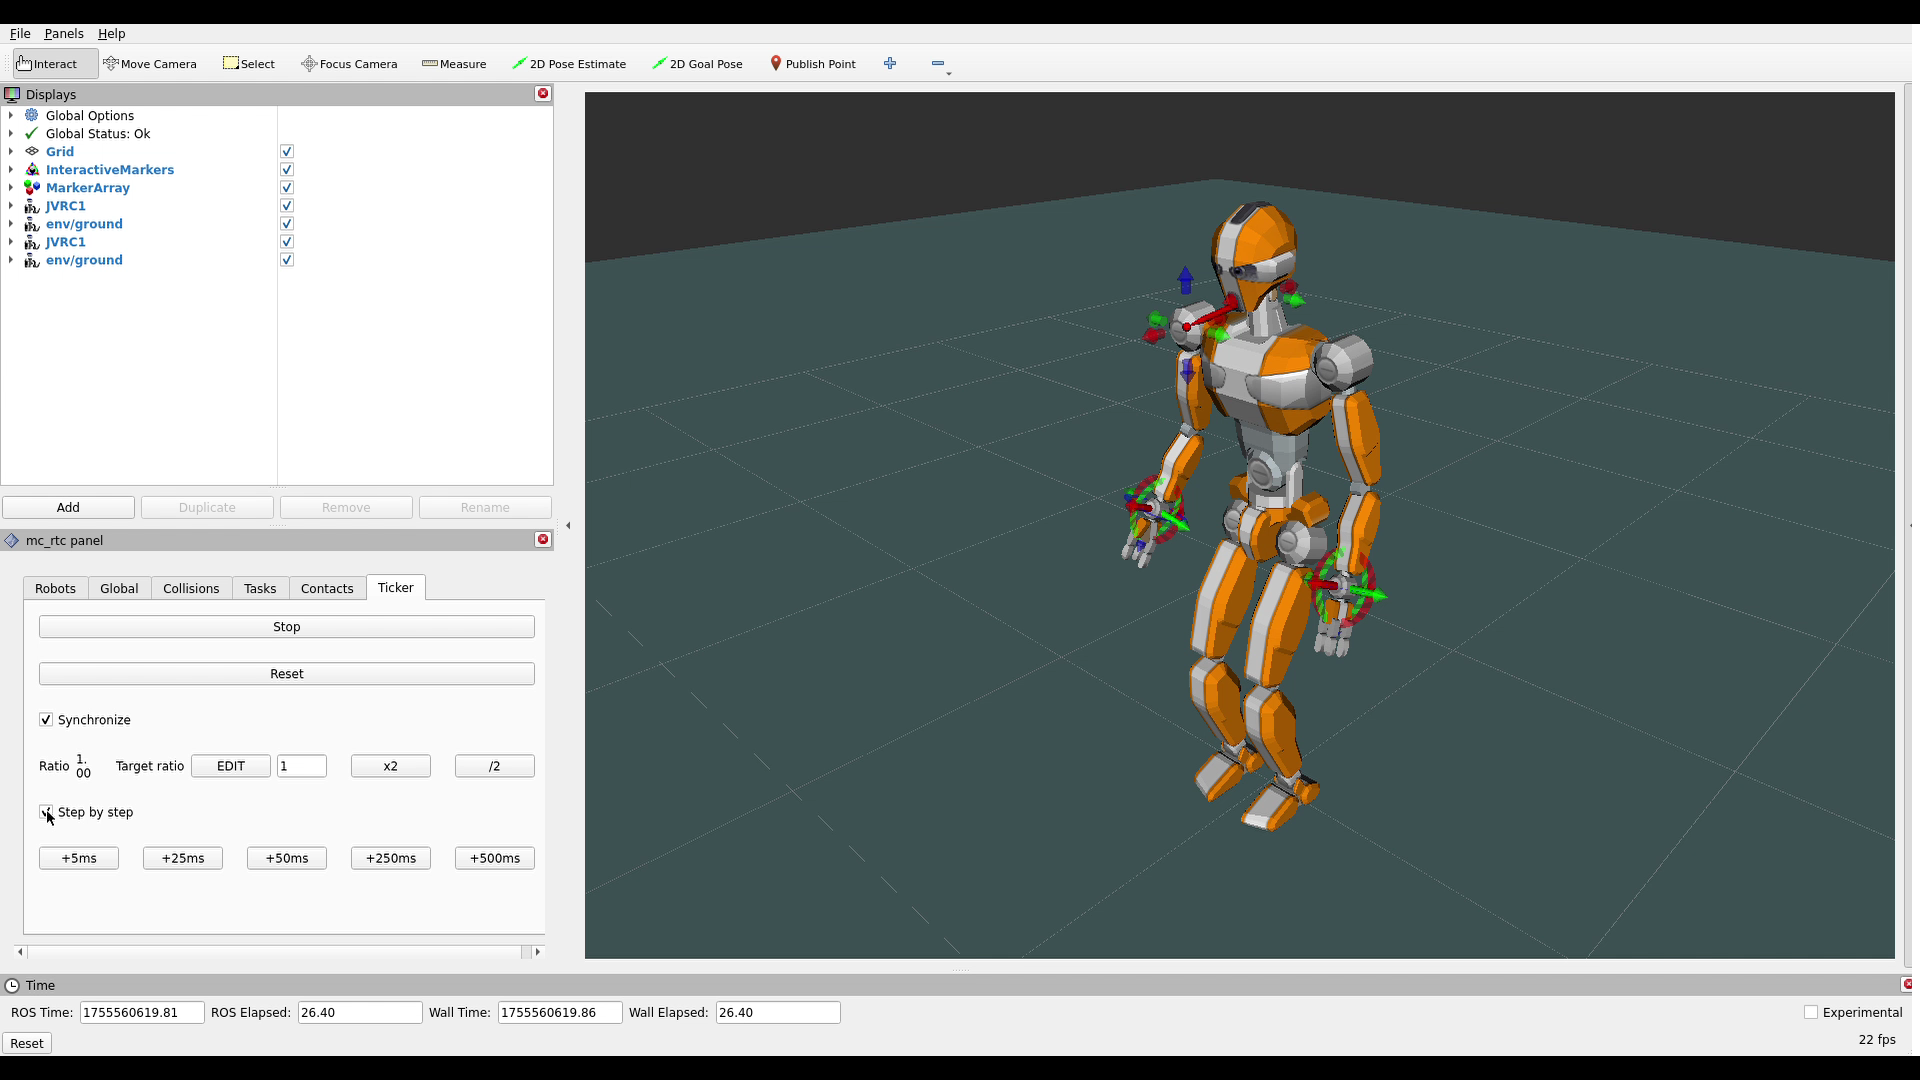 File Panels Help
Interact Move Camera Select Focus Camera Measure 2D Pose Estimate 2D Goal Pose Publish Point
Displays
Global Options
Global Status: Ok
Grid
InteractiveMarkers
MarkerArray
JVRC1
env/ground
JVRC1
env/ground
Add Duplicate Remove Rename
mc_rtc panel
Robots Global Collisions Tasks Contacts Ticker
Stop
Reset
Synchronize
Ratio 1.00 Target ratio EDIT 1 x2 /2
Step by step
+5ms +25ms +50ms +250ms +500ms
Time
ROS Time: 1755560619.81 ROS Elapsed: 26.40 Wall Time: 1755560619.86 Wall Elapsed: 26.40 Experimental
Reset 22 fps